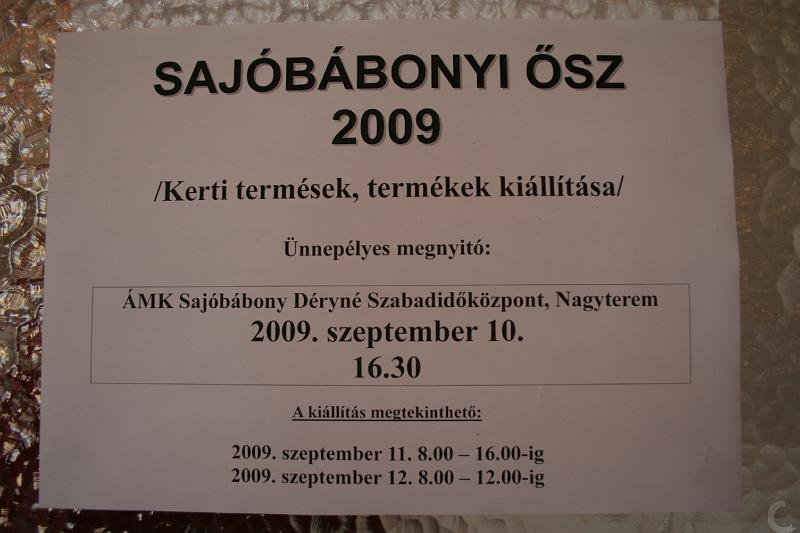 SAJÓBÁBONYI ŐSZ
2009
/Kerti termések, termékek kiállítása/
Ünnepélyes megnyitó:
ÁMK Sajóbábony Déryné Szabadidőközpont, Nagyterem
2009. szeptember 10.
16.30
A kiállítás megtekinthető:
2009. szeptember 11. 8.00 – 16.00-ig
2009. szeptember 12. 8.00 – 12.00-ig